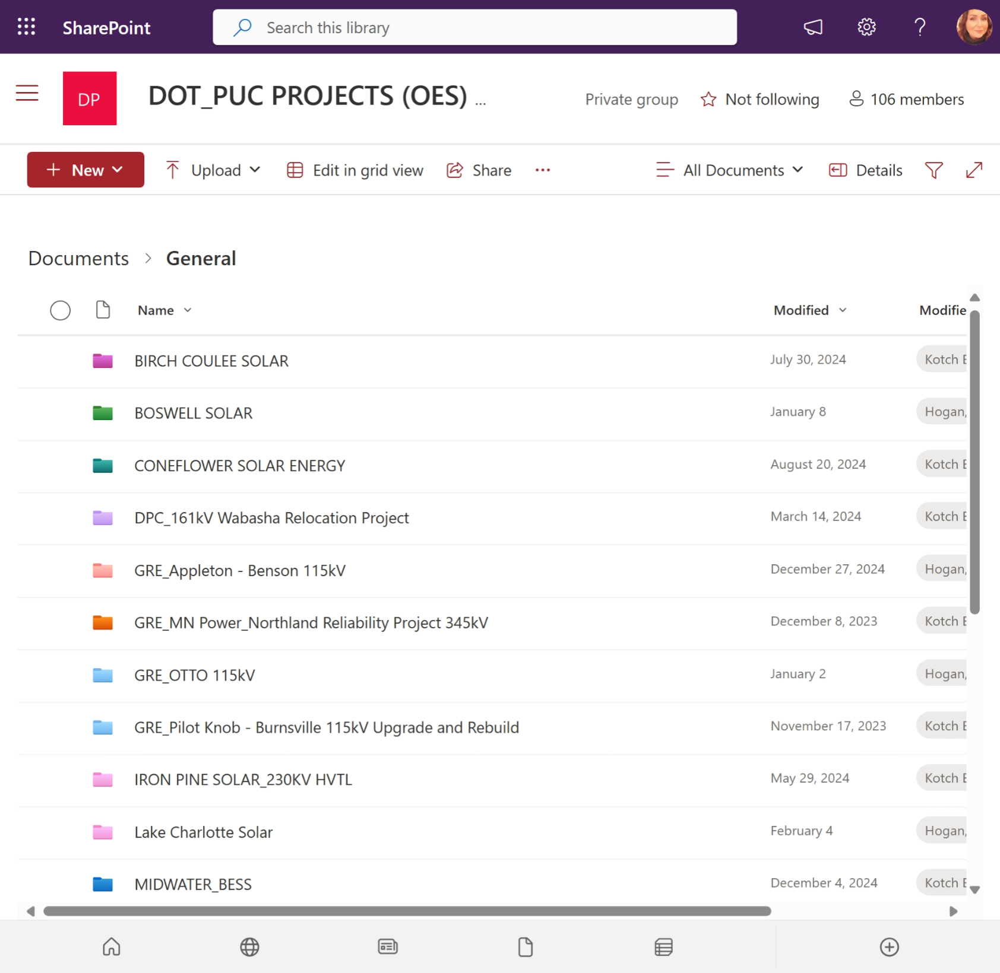 SharePoint
Search this library
DP
DOT_PUC PROJECTS (OES) ...
Private group
Not following
106 members
New
Upload
Edit in grid view
Share
All Documents
Details
Documents > General
Name Modified Modifie
BIRCH COULEE SOLAR July 30, 2024 Kotch
BOSWELL SOLAR January 8 Hogan,
CONEFLOWER SOLAR ENERGY August 20, 2024 Kotch
DPC_161kV Wabasha Relocation Project March 14, 2024 Kotch
GRE_Appleton - Benson 115kV December 27, 2024 Hogan,
GRE_MN Power_Northland Reliability Project 345kV December 8, 2023 Kotch
GRE_OTTO 115kV January 2 Hogan,
GRE_Pilot Knob - Burnsville 115kV Upgrade and Rebuild November 17, 2023 Kotch
IRON PINE SOLAR_230KV HVTL May 29, 2024 Kotch
Lake Charlotte Solar February 4 Hogan,
MIDWATER_BESS December 4, 2024 Kotch